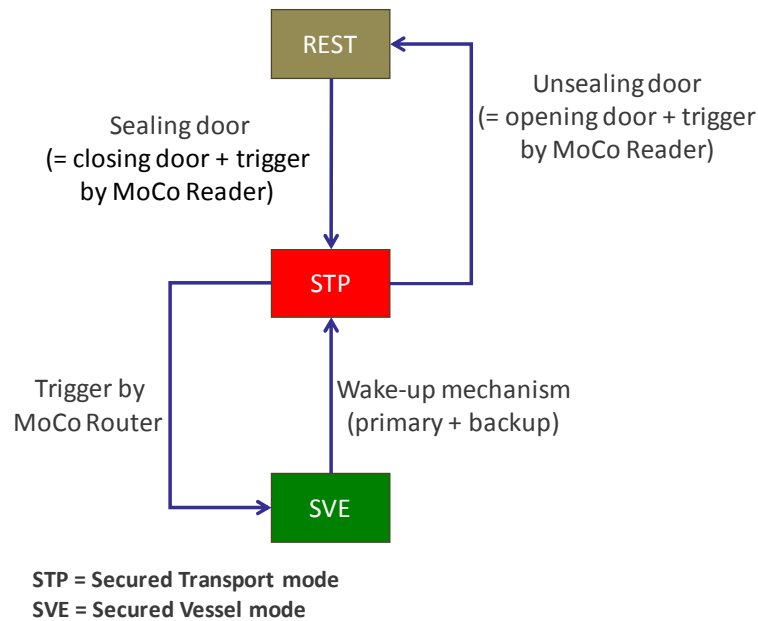 REST
Unsealing door
(= opening door + trigger
by MoCo Reader)
Sealing door
(= closing door + trigger
by MoCo Reader)
STP
Trigger by
MoCo Router
Wake-up mechanism
(primary + backup)
SVE
STP = Secured Transport mode
SVE = Secured Vessel mode